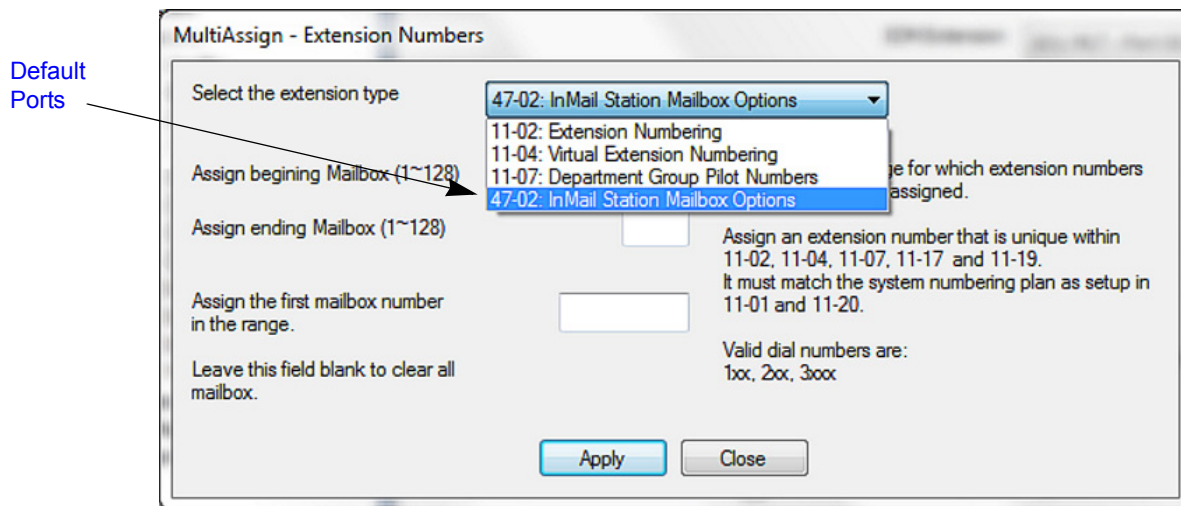 MultiAssign - Extension Numbers
Default
Ports
Select the extension type
47-02: InMail Station Mailbox Options
11-02: Extension Numbering
11-04: Virtual Extension Numbering
11-07: Department Group Pilot Numbers
47-02: InMail Station Mailbox Options
Assign begining Mailbox (1~128)
for which extension numbers
assigned.
Assign ending Mailbox (1~128)
Assign an extension number that is unique within
11-02, 11-04, 11-07, 11-17 and 11-19.
It must match the system numbering plan as setup in
11-01 and 11-20.
Assign the first mailbox number
in the range.
Valid dial numbers are:
1xx, 2xx, 3xxx
Leave this field blank to clear all
mailbox.
Apply
Close